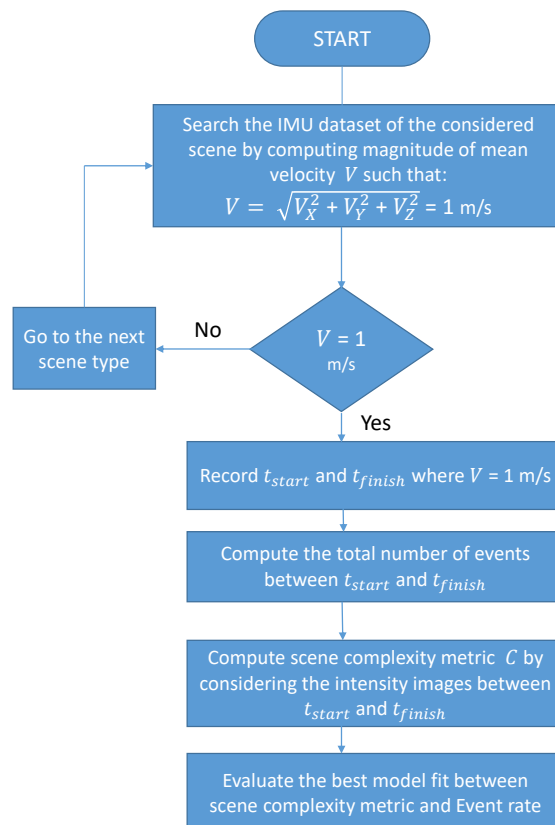 START
Search the IMU dataset of the considered
scene by computing magnitude of mean
velocity V such that:
V = √(V_X^2 + V_Y^2 + V_Z^2) = 1 m/s
V = 1
m/s
No
Go to the next
scene type
Yes
Record t_start and t_finish where V = 1 m/s
Compute the total number of events
between t_start and t_finish
Compute scene complexity metric C by
considering the intensity images between
t_start and t_finish
Evaluate the best model fit between
scene complexity metric and Event rate